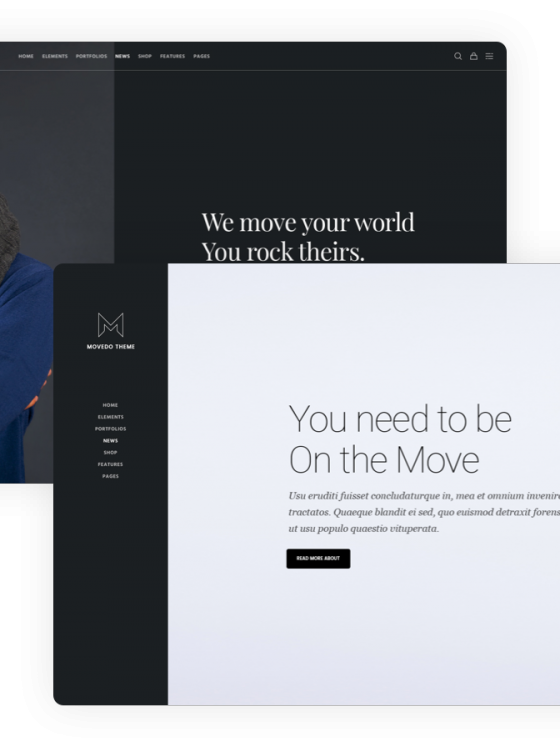 HOME ELEMENTS PORTFOLIOS NEWS SHOP FEATURES PAGES
We move your world
You rock theirs.
MOVEDO THEME
HOME
ELEMENTS
PORTFOLIOS
NEWS
SHOP
FEATURES
PAGES
You need to be
On the Move
Usu eruditi fuisset concludaturque in, mea et omnium invenire
tractatos. Quaeque blandit ei sed, quo euismod detraxit forens
ut usu populo quaestio vituperata.
READ MORE ABOUT